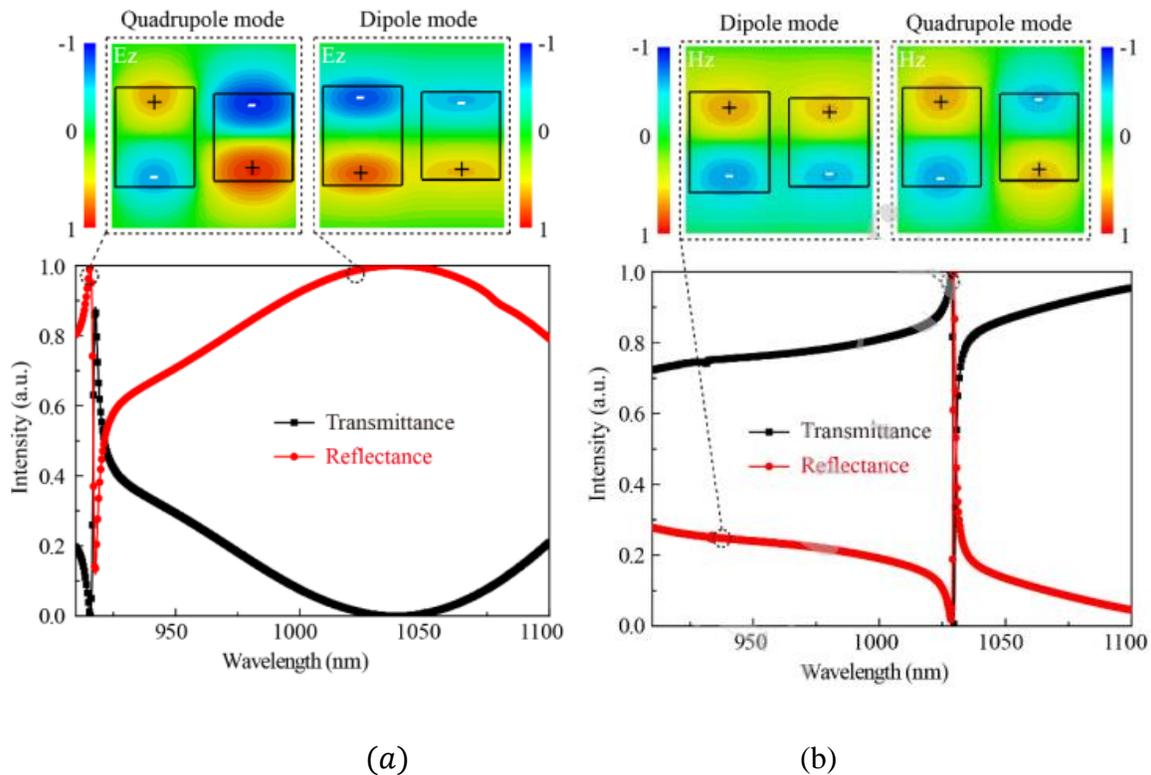 Quadrupole mode Dipole mode
-1 Ez Ez -1
+ - - -
0 0
- + + +
1 1
1.0
0.8
0.6
0.4
0.2
0.0
Intensity (a.u.)
Transmittance
Reflectance
950 1000 1050 1100
Wavelength (nm)
Dipole mode Quadrupole mode
-1 Hz Hz -1
+ + + -
0 0
- - - +
1 1
1.0
0.8
0.6
0.4
0.2
0.0
Intensity (a.u.)
Transmittance
Reflectance
950 1000 1050 1100
Wavelength (nm)
(a) (b)